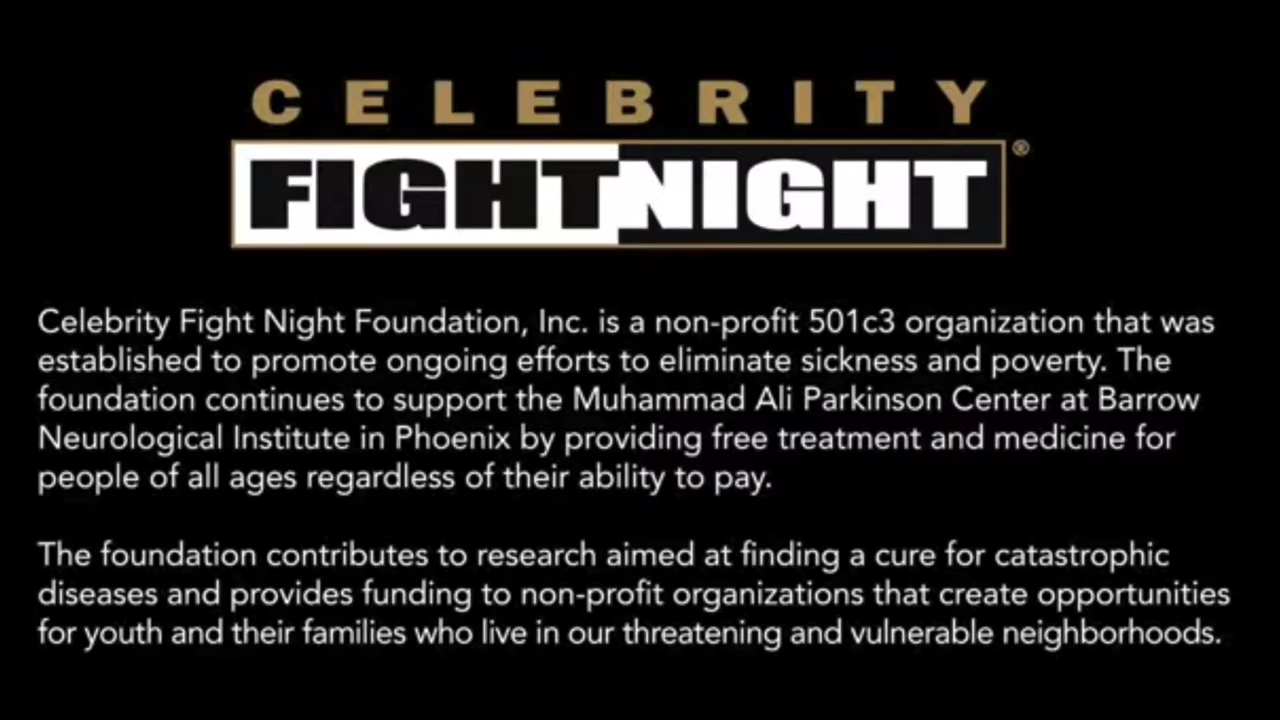 CELEBRITY
FIGHTNIGHT®
Celebrity Fight Night Foundation, Inc. is a non-profit 501c3 organization that was
established to promote ongoing efforts to eliminate sickness and poverty. The
foundation continues to support the Muhammad Ali Parkinson Center at Barrow
Neurological Institute in Phoenix by providing free treatment and medicine for
people of all ages regardless of their ability to pay.
The foundation contributes to research aimed at finding a cure for catastrophic
diseases and provides funding to non-profit organizations that create opportunities
for youth and their families who live in our threatening and vulnerable neighborhoods.